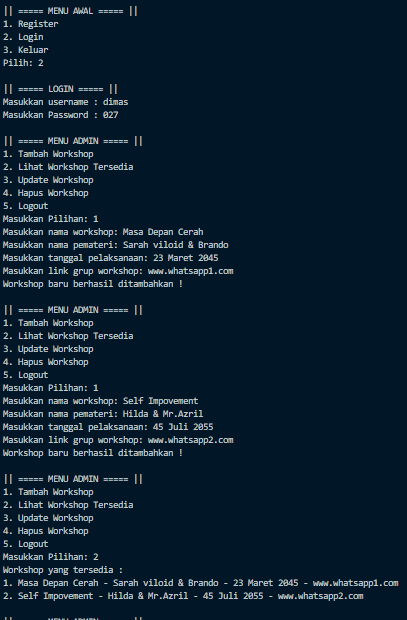 || ===== MENU AWAL ===== ||
1. Register
2. Login
3. Keluar
Pilih: 2
|| ===== LOGIN ===== ||
Masukkan username : dimas
Masukkan Password : 027
|| ===== MENU ADMIN ===== ||
1. Tambah Workshop
2. Lihat Workshop Tersedia
3. Update Workshop
4. Hapus Workshop
5. Logout
Masukkan Pilihan: 1
Masukkan nama workshop: Masa Depan Cerah
Masukkan nama pemateri: Sarah viloid & Brando
Masukkan tanggal pelaksanaan: 23 Maret 2045
Masukkan link grup workshop: www.whatsapp1.com
Workshop baru berhasil ditambahkan !
|| ===== MENU ADMIN ===== ||
1. Tambah Workshop
2. Lihat Workshop Tersedia
3. Update Workshop
4. Hapus Workshop
5. Logout
Masukkan Pilihan: 1
Masukkan nama workshop: Self Impovement
Masukkan nama pemateri: Hilda & Mr.Azril
Masukkan tanggal pelaksanaan: 45 Juli 2055
Masukkan link grup workshop: www.whatsapp2.com
Workshop baru berhasil ditambahkan !
|| ===== MENU ADMIN ===== ||
1. Tambah Workshop
2. Lihat Workshop Tersedia
3. Update Workshop
4. Hapus Workshop
5. Logout
Masukkan Pilihan: 2
Workshop yang tersedia :
1. Masa Depan Cerah - Sarah viloid & Brando - 23 Maret 2045 - www.whatsapp1.com
2. Self Impovement - Hilda & Mr.Azril - 45 Juli 2055 - www.whatsapp2.com